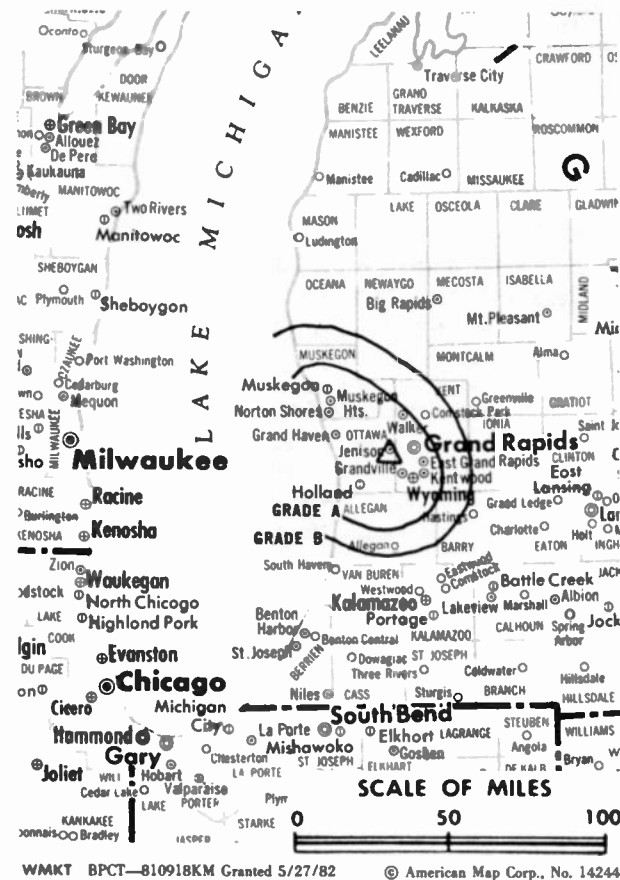 Oconto
Sturgeon Bay
LEELANAU
Traverse City
CRAWFORD
DOOR
BROWN
KEWAUNEE
BENZIE
GRAND
TRAVERSE
KALKASKA
Green Bay
Allouez
De Pere
Kaukauna
MANISTEE
WEXFORD
ROSCOMMON
G
MANITOWOC
Manistee
Cadillac
MISSAUKEE
LAKE MICHIGA
Two Rivers
Manitowoc
MASON
LAKE
OSCEOLA
CLARE
GLADWIN
Ludington
SHEBOYGAN
Plymouth
Sheboygan
OCEANA
NEWAYGO
MECOSTA
ISABELLA
MIDLAND
Big Rapids
Mt. Pleasant
OZAUKEE
Port Washington
MUSKEGON
MONTCALM
Alma
Cedarburg
Mequon
Muskegon
Muskegon
Hts.
KENT
Greenville
GRATIOT
Norton Shores
Comstock Park
IONIA
MILWAUKEE
Walker
Grand Haven
OTTAWA
Grand Rapids
CLINTON
Milwaukee
Jenison
Grandville
East Grand Rapids
Kentwood
East
Lansing
RACINE
Racine
Holland
Wyoming
Grand Ledge
Burlington
GRADE A
ALLEGAN
Hastings
KENOSHA
Kenosha
GRADE B
Allegan
BARRY
Charlotte
EATON
Holt
Zion
South Haven
VAN BUREN
Eastwood
Comstock
Waukegan
Westwood
Battle Creek
North Chicago
Kalamazoo
Lakeview
Marshall
Albion
LAKE
Highland Park
Portage
KALAMAZOO
CALHOUN
Spring
Arbor
COOK
Benton
Harbor
Benton Central
Evanston
St. Joseph
BERRIEN
Dowagiac
ST JOSEPH
Three Rivers
Coldwater
Hillsdale
DU PAGE
Chicago
Niles
CASS
Sturgis
BRANCH
HILLSDALE
Cicero
Michigan
City
South Bend
STEUBEN
WILLIAMS
Hammond
La Porte
Mishawaka
Elkhart
LAGRANGE
Angola
Gary
Chesterton
ST JOSEPH
Goshen
Bryan
Joliet
Hobart
LA PORTE
ELKHART
DE KALB
WILL
Cedar Lake
LAKE
Valparaiso
PORTER
SCALE OF MILES
STARKE
KANKAKEE
Bradley
JASPER
0 50 100
WMKT BPCT—810918KM Granted 5/27/82 © American Map Corp., No. 14244